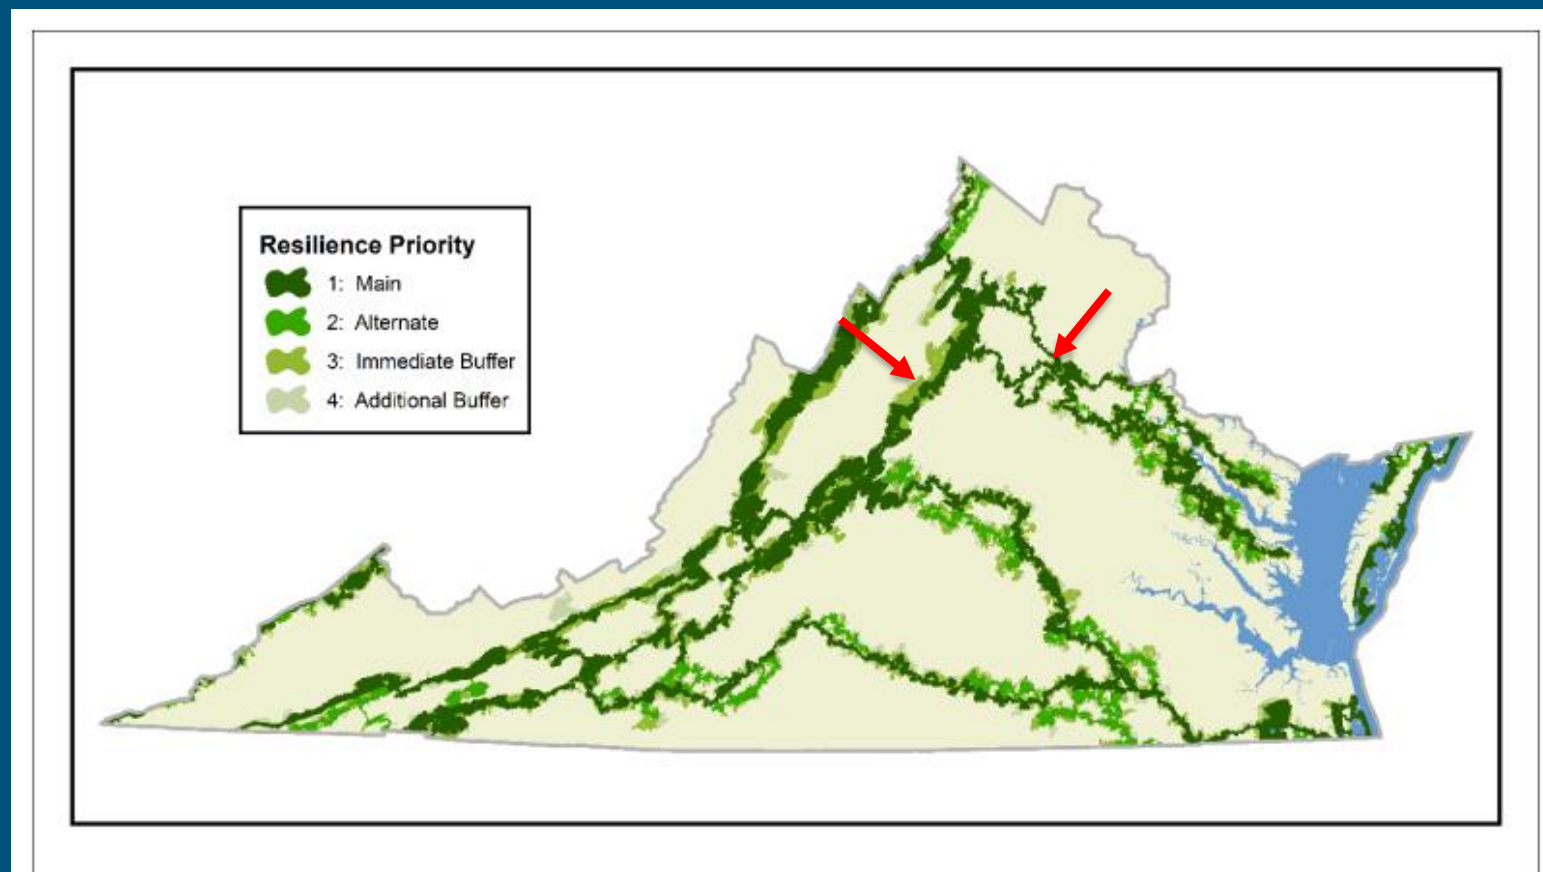 Resilience Priority
1: Main
2: Alternate
3: Immediate Buffer
4: Additional Buffer